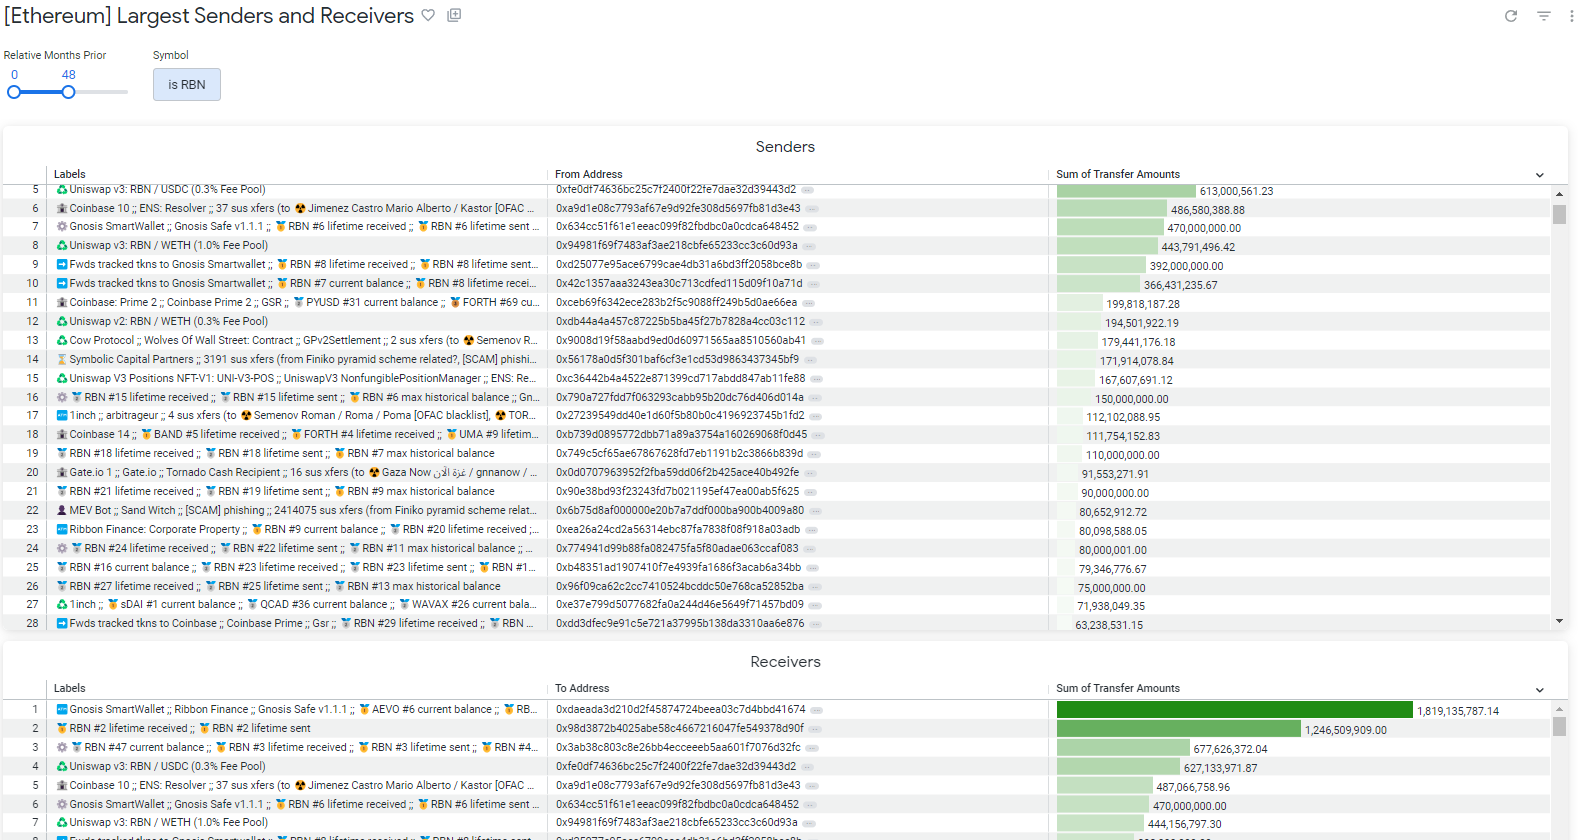 [Ethereum] Largest Senders and Receivers
Relative Months Prior
Symbol
0 48
is RBN
Senders
Labels From Address Sum of Transfer Amounts
5 Uniswap v3: RBN / USDC (0.3% Fee Pool) 0xfe0df74636bc25c7f2400f22fe7dae32d39443d2 613,000,561.23
6 Coinbase 10 ;; ENS: Resolver ;; 37 sus xfers (to Jimenez Castro Mario Alberto / Kastor [OFAC ... 0xa9d1e08c7793af67e9d92fe308d5697fb81d3e43 486,580,388.88
7 Gnosis SmartWallet ;; Gnosis Safe v1.1.1 ;; RBN #6 lifetime received ;; RBN #6 lifetime sent ... 0x634cc51f61e1eeac099f82fbdbc0a0cdca648452 470,000,000.00
8 Uniswap v3: RBN / WETH (1.0% Fee Pool) 0x94981f69f7483af3ae218cbfe65233cc3c60d93a 443,791,496.42
9 Fwds tracked tkns to Gnosis Smartwallet ;; RBN #8 lifetime received ;; RBN #8 lifetime sent... 0xd25077e95ace6799cae4db31a6bd3ff2058bce8b 392,000,000.00
10 Fwds tracked tkns to Gnosis Smartwallet ;; RBN #7 current balance ;; RBN #8 lifetime recei... 0x42c1357aaa3243ea30c713cdfed115d09f10a71d 366,431,235.67
11 Coinbase: Prime 2 ;; Coinbase Prime 2 ;; GSR ;; PYUSD #31 current balance ;; FORTH #69 cu... 0xceb69f6342ece283b2f5c9088ff249b5d0ae66ea 199,818,187.28
12 Uniswap v2: RBN / WETH (0.3% Fee Pool) 0xdb44a4a457c87225b5ba45f27b7828a4cc03c112 194,501,922.19
13 Cow Protocol ;; Wolves Of Wall Street: Contract ;; GPv2Settlement ;; 2 sus xfers (to Semenov R... 0x9008d19f58aabd9ed0d60971565aa8510560ab41 179,441,176.18
14 Symbolic Capital Partners ;; 3191 sus xfers (from Finiko pyramid scheme related?, [SCAM] phishi... 0x56178a0d5f301baf6cf3e1cd53d9863437345bf9 171,914,078.84
15 Uniswap V3 Positions NFT-V1: UNI-V3-POS ;; UniswapV3 NonfungiblePositionManager ;; ENS: Re... 0xc36442b4a4522e871399cd717abdd847ab11fe88 167,607,691.12
16 RBN #15 lifetime received ;; RBN #15 lifetime sent ;; RBN #6 max historical balance ;; Gn... 0x790a727fdd7f063293cabb95b20dc76d406d014a 150,000,000.00
17 1inch ;; arbitrageur ;; 4 sus xfers (to Semenov Roman / Roma / Poma [OFAC blacklist], TOR... 0x27239549dd40e1d60f5b80b0c4196923745b1fd2 112,102,088.95
18 Coinbase 14 ;; BAND #5 lifetime received ;; FORTH #4 lifetime received ;; UMA #9 lifetim... 0xb739d0895772dbb71a89a3754a160269068f0d45 111,754,152.83
19 RBN #18 lifetime received ;; RBN #18 lifetime sent ;; RBN #7 max historical balance 0x749c5cf65ae67867628fd7eb1191b2c3866b839d 110,000,000.00
20 Gate.io 1 ;; Gate.io ;; Tornado Cash Recipient ;; 16 sus xfers (to Gaza Now غزة الآن / gnnanow / ... 0x0d0707963952f2fba59dd06f2b425ace40b492fe 91,553,271.91
21 RBN #21 lifetime received ;; RBN #19 lifetime sent ;; RBN #9 max historical balance 0x90e38bd93f23243fd7b021195ef47ea00ab5f625 90,000,000.00
22 MEV Bot ;; Sand Witch ;; [SCAM] phishing ;; 2414075 sus xfers (from Finiko pyramid scheme relat... 0x6b75d8af000000e20b7a7ddf000ba900b4009a80 80,652,912.72
23 Ribbon Finance: Corporate Property ;; RBN #9 current balance ;; RBN #20 lifetime received ;... 0xea26a24cd2a56314ebc87fa7838f08f918a03adb 80,098,588.05
24 RBN #24 lifetime received ;; RBN #22 lifetime sent ;; RBN #11 max historical balance ;; ... 0x774941d99b88fa082475fa5f80adae063ccaf083 80,000,001.00
25 RBN #16 current balance ;; RBN #23 lifetime received ;; RBN #23 lifetime sent ;; RBN #1... 0xb48351ad1907410f7e4939fa1686f3acab6a34bb 79,346,776.67
26 RBN #27 lifetime received ;; RBN #25 lifetime sent ;; RBN #13 max historical balance 0x96f09ca62c2cc7410524bcddc50e768ca52852ba 75,000,000.00
27 1inch ;; sDAI #1 current balance ;; QCAD #36 current balance ;; WAVAX #26 current bala... 0xe37e799d5077682fa0a244d46e5649f71457bd09 71,938,049.35
28 Fwds tracked tkns to Coinbase ;; Coinbase Prime ;; Gsr ;; RBN #29 lifetime received ;; RBN ... 0xdd3dfec9e91c5e721a37995b138da3310aa6e876 63,238,531.15
Receivers
Labels To Address Sum of Transfer Amounts
1 Gnosis SmartWallet ;; Ribbon Finance ;; Gnosis Safe v1.1.1 ;; AEVO #6 current balance ;; RB... 0xdaeada3d210d2f45874724beea03c7d4bbd41674 1,819,135,787.14
2 RBN #2 lifetime received ;; RBN #2 lifetime sent 0x98d3872b4025abe58c4667216047fe549378d90f 1,246,509,909.00
3 RBN #47 current balance ;; RBN #3 lifetime received ;; RBN #3 lifetime sent ;; RBN #4... 0x3ab38c803c8e26bb4ecceeeb5aa601f7076d32fc 677,626,372.04
4 Uniswap v3: RBN / USDC (0.3% Fee Pool) 0xfe0df74636bc25c7f2400f22fe7dae32d39443d2 627,133,971.87
5 Coinbase 10 ;; ENS: Resolver ;; 37 sus xfers (to Jimenez Castro Mario Alberto / Kastor [OFAC ... 0xa9d1e08c7793af67e9d92fe308d5697fb81d3e43 487,066,758.96
6 Gnosis SmartWallet ;; Gnosis Safe v1.1.1 ;; RBN #6 lifetime received ;; RBN #6 lifetime sent ... 0x634cc51f61e1eeac099f82fbdbc0a0cdca648452 470,000,000.00
7 Uniswap v3: RBN / WETH (1.0% Fee Pool) 0x94981f69f7483af3ae218cbfe65233cc3c60d93a 444,156,797.30